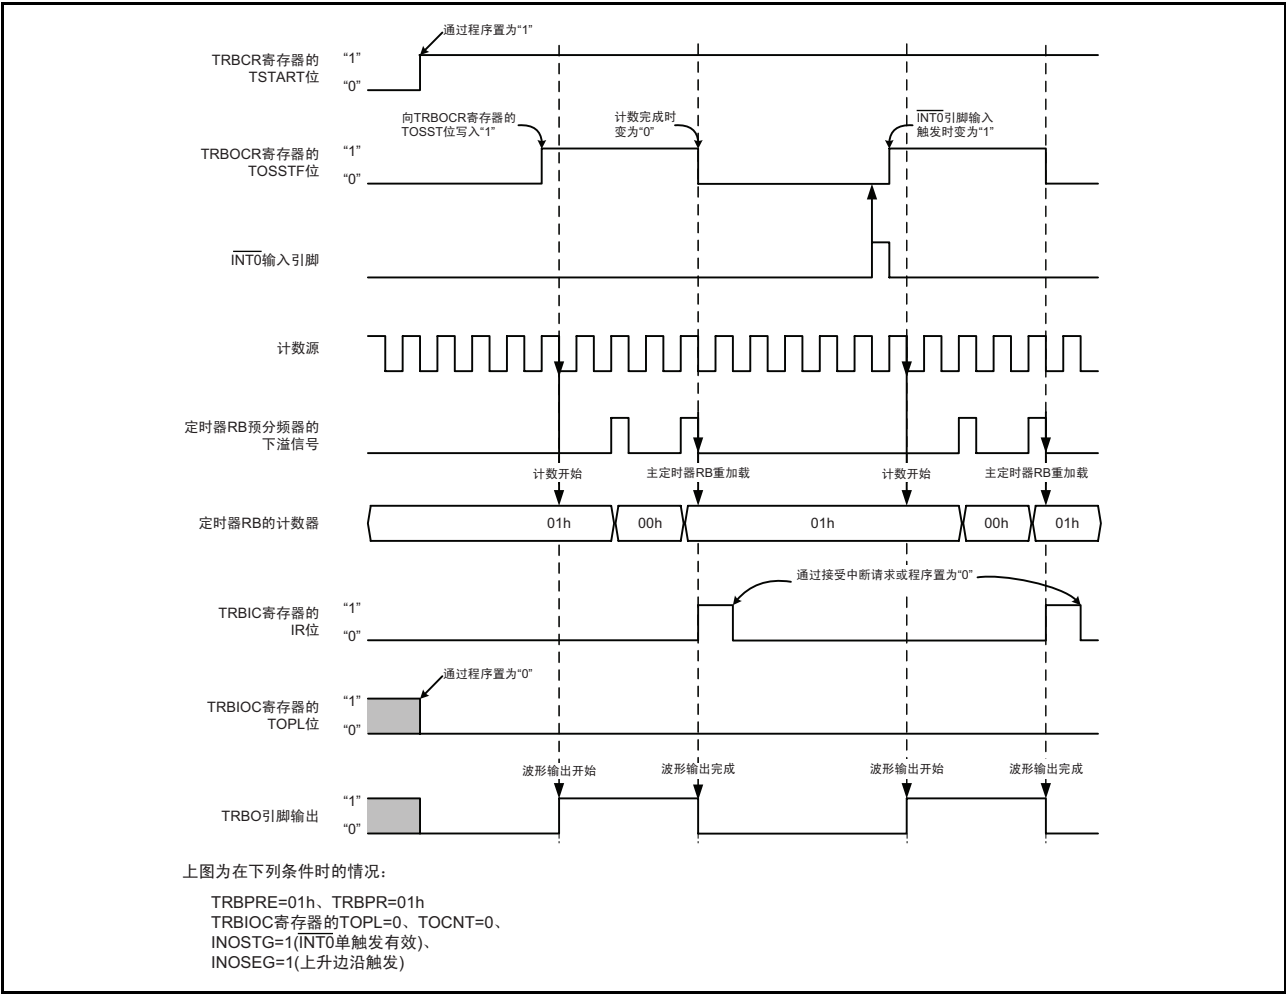 通过程序置为“1”
TRBCR寄存器的
TSTART位
“1”
“0”
向TRBOCR寄存器的
TOSST位写入“1”
计数完成时
变为“0”
INT0引脚输入
触发时变为“1”
TRBOCR寄存器的
TOSSTF位
“1”
“0”
INT0输入引脚
计数源
定时器RB预分频器的
下溢信号
计数开始
主定时器RB重加载
计数开始
主定时器RB重加载
定时器RB的计数器
01h
00h
01h
00h
01h
通过接受中断请求或程序置为“0”
TRBIC寄存器的
IR位
“1”
“0”
通过程序置为“0”
TRBIOC寄存器的
TOPL位
“1”
“0”
波形输出开始
波形输出完成
波形输出开始
波形输出完成
TRBO引脚输出
“1”
“0”
上图为在下列条件时的情况：
TRBPRE=01h、TRBPR=01h
TRBIOC寄存器的TOPL=0、TOCNT=0、
INOSTG=1(INT0单触发有效)、
INOSEG=1(上升边沿触发)